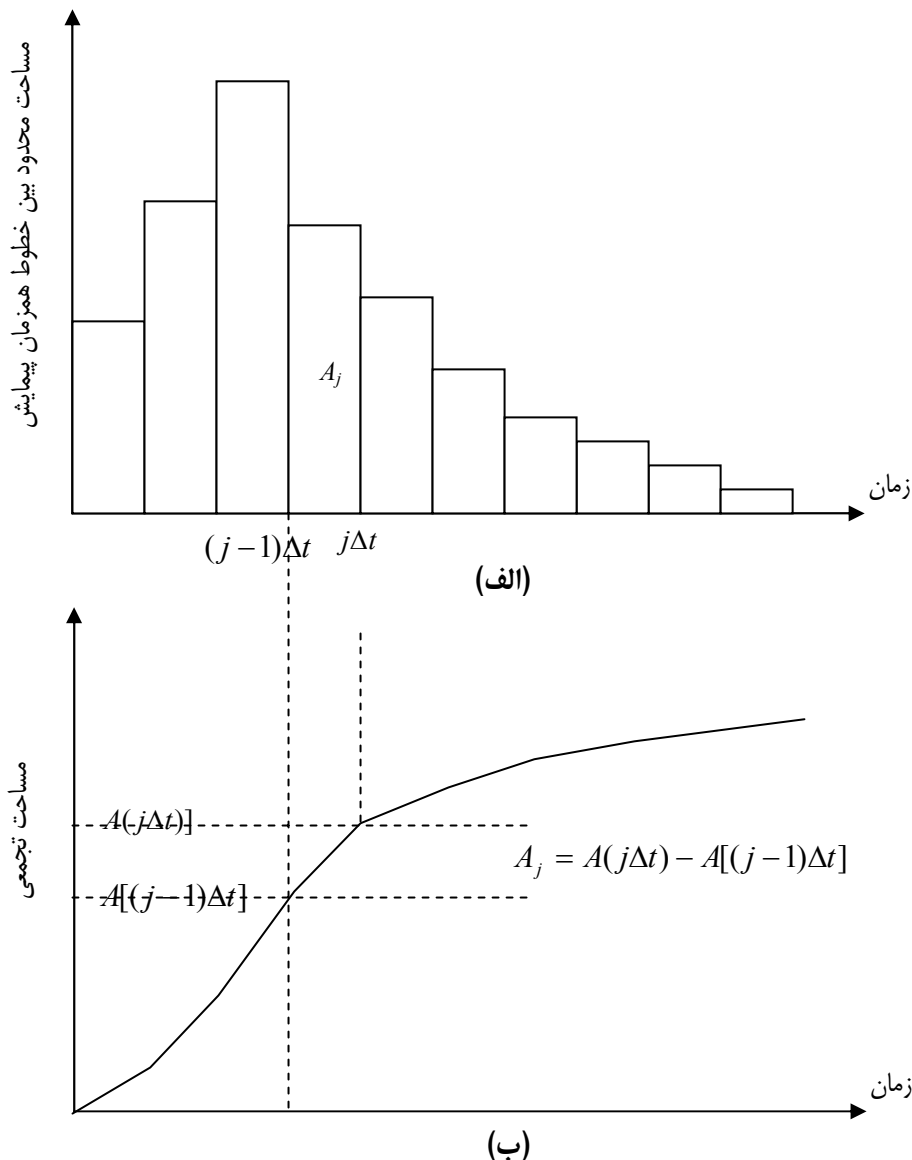 مساحت محدود بین خطوط همزمان پیمایش
A_j
زمان
(j−1)Δt
jΔt
(الف)
مساحت تجمعی
A(jΔt)]
A[(j−1)Δt]
A_j = A(jΔt) − A[(j−1)Δt]
زمان
(ب)